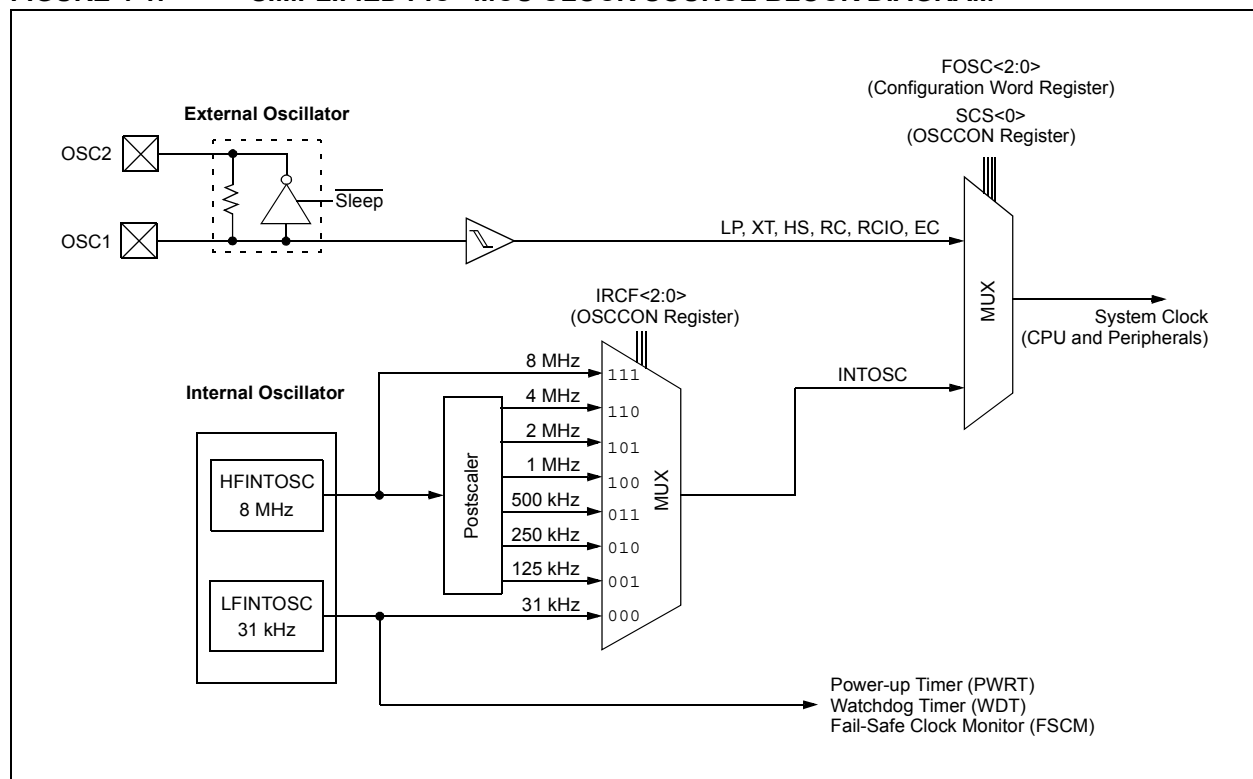 FOSC<2:0>
(Configuration Word Register)
SCS<0>
(OSCCON Register)
External Oscillator
OSC2
Sleep
OSC1
LP, XT, HS, RC, RCIO, EC
MUX
System Clock
(CPU and Peripherals)
IRCF<2:0>
(OSCCON Register)
INTOSC
Internal Oscillator
HFINTOSC
8 MHz
LFINTOSC
31 kHz
Postscaler
8 MHz
4 MHz
2 MHz
1 MHz
500 kHz
250 kHz
125 kHz
31 kHz
111
110
101
100
011
010
001
000
MUX
Power-up Timer (PWRT)
Watchdog Timer (WDT)
Fail-Safe Clock Monitor (FSCM)